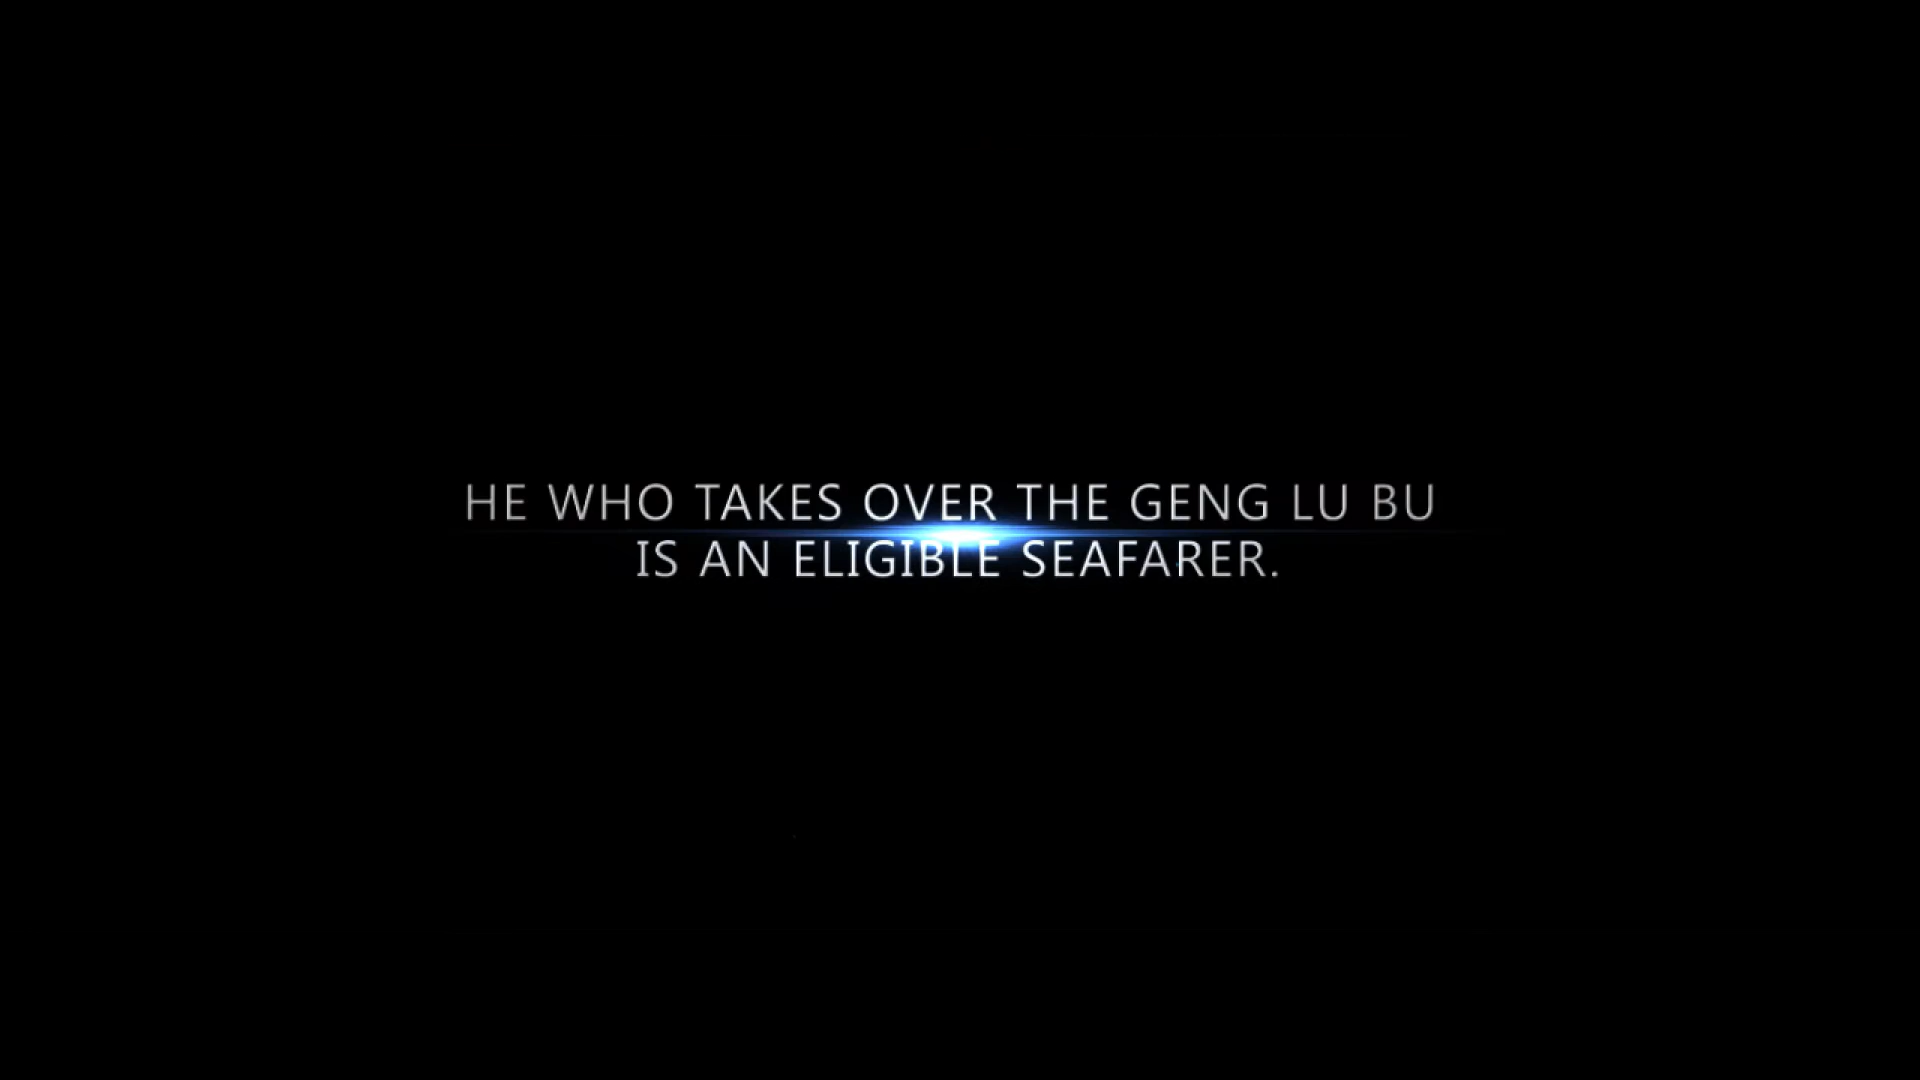 HE WHO TAKES OVER THE GENG LU BU
IS AN ELIGIBLE SEAFARER.